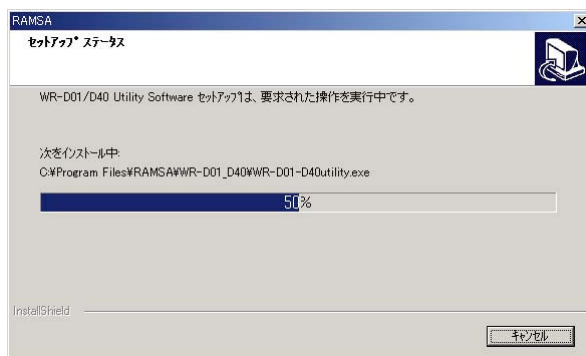 RAMSA
セットアップ ステータス
WR-D01/D40 Utility Software セットアップは、要求された操作を実行中です。
次をインストール中:
C:¥Program Files¥RAMSA¥WR-D01_D40¥WR-D01-D40utility.exe
50%
InstallShield
キャンセル